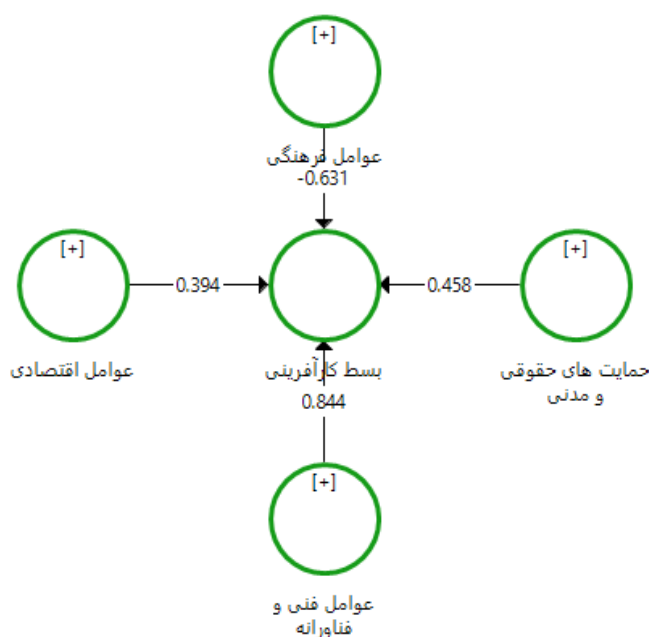 [+]
عوامل فرهنگی
-0.631
[+]
[+]
0.394
0.458
عوامل اقتصادی
بسط کارآفرینی
حمایت های حقوقی
و مدنی
0.844
[+]
عوامل فنی و
فناورانه